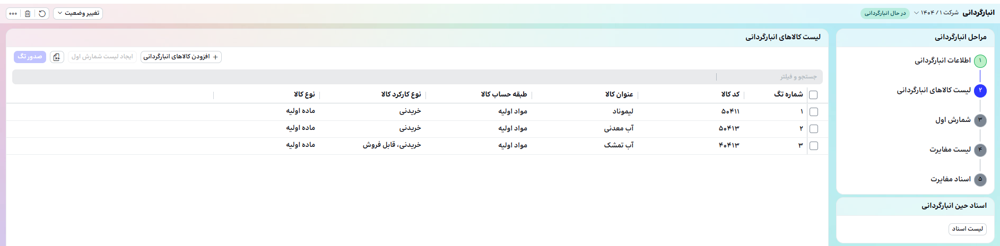 انبارگردانی شرکت ۱ / ۱۴۰۴ در حال انبارگردانی تغییر وضعیت
مراحل انبارگردانی
۱ اطلاعات انبارگردانی
۲ لیست کالاهای انبارگردانی
۳ شمارش اول
۴ لیست مغایرت
۵ اسناد مغایرت
اسناد حین انبارگردانی
لیست اسناد
لیست کالاهای انبارگردانی
+ افزودن کالاهای انبارگردانی ایجاد لیست شمارش اول صدور تگ
جستجو و فیلتر
شماره تگ کد کالا عنوان کالا طبقه حساب کالا نوع کارکرد کالا نوع کالا
۱ ۵۰۴۱۱ لیموناد مواد اولیه خریدنی ماده اولیه
۲ ۵۰۴۱۳ آب معدنی مواد اولیه خریدنی ماده اولیه
۳ ۴۰۴۱۳ آب تمشک مواد اولیه خریدنی، قابل فروش ماده اولیه